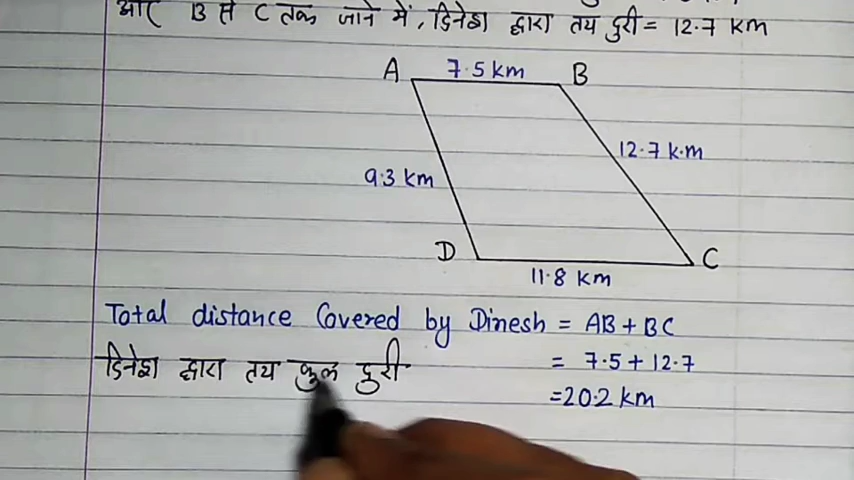 और B से C तक जाने में, दिनेश द्वारा तय दुरी = 12.7 km
A 7.5 km B
12.7 k.m
9.3 km
D C
11.8 km
Total distance Covered by Dinesh = AB + BC
दिनेश द्वारा तय कुल दुरी = 7.5 + 12.7
= 20.2 km